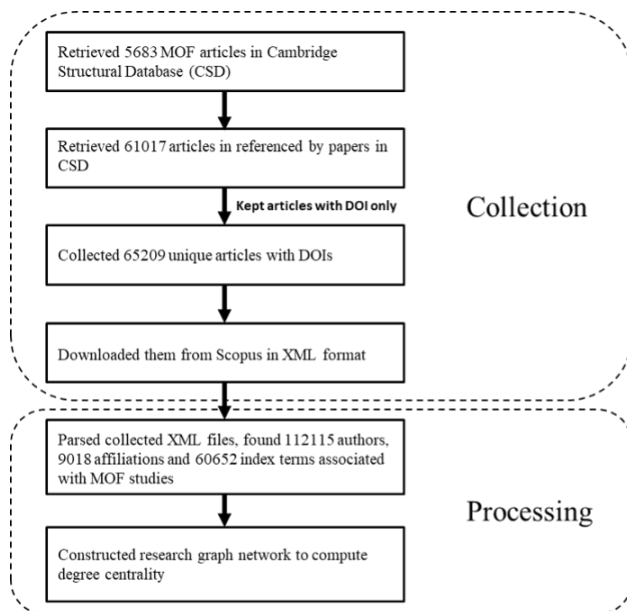 Retrieved 5683 MOF articles in Cambridge
Structural Database (CSD)
Retrieved 61017 articles in referenced by papers in
CSD
Kept articles with DOI only
Collection
Collected 65209 unique articles with DOIs
Downloaded them from Scopus in XML format
Parsed collected XML files, found 112115 authors,
9018 affiliations and 60652 index terms associated
with MOF studies
Processing
Constructed research graph network to compute
degree centrality